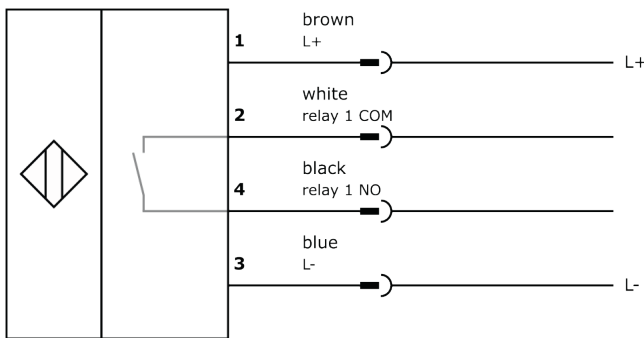 brown
1 L+
L+
white
2 relay 1 COM
black
4 relay 1 NO
blue
3 L-
L-